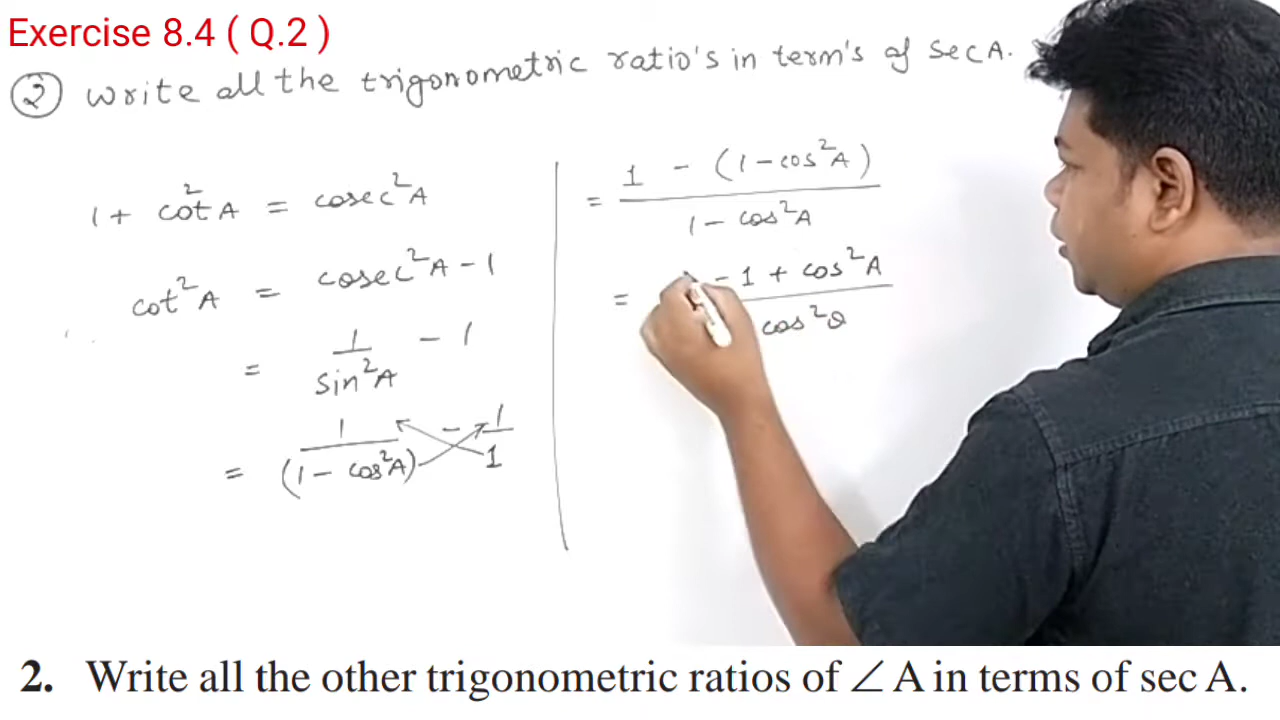 Exercise 8.4 ( Q.2 )
② Write all the trigonometric ratio's in term's of sec A.
1 + cot²A = cosec²A
cot²A = cosec²A - 1
= 1/sin²A - 1
= 1/(1 - cos²A) - 1/1
= 1 - (1 - cos²A)/1 - cos²A
= - 1 + cos²A/cos²θ
2. Write all the other trigonometric ratios of ∠A in terms of sec A.